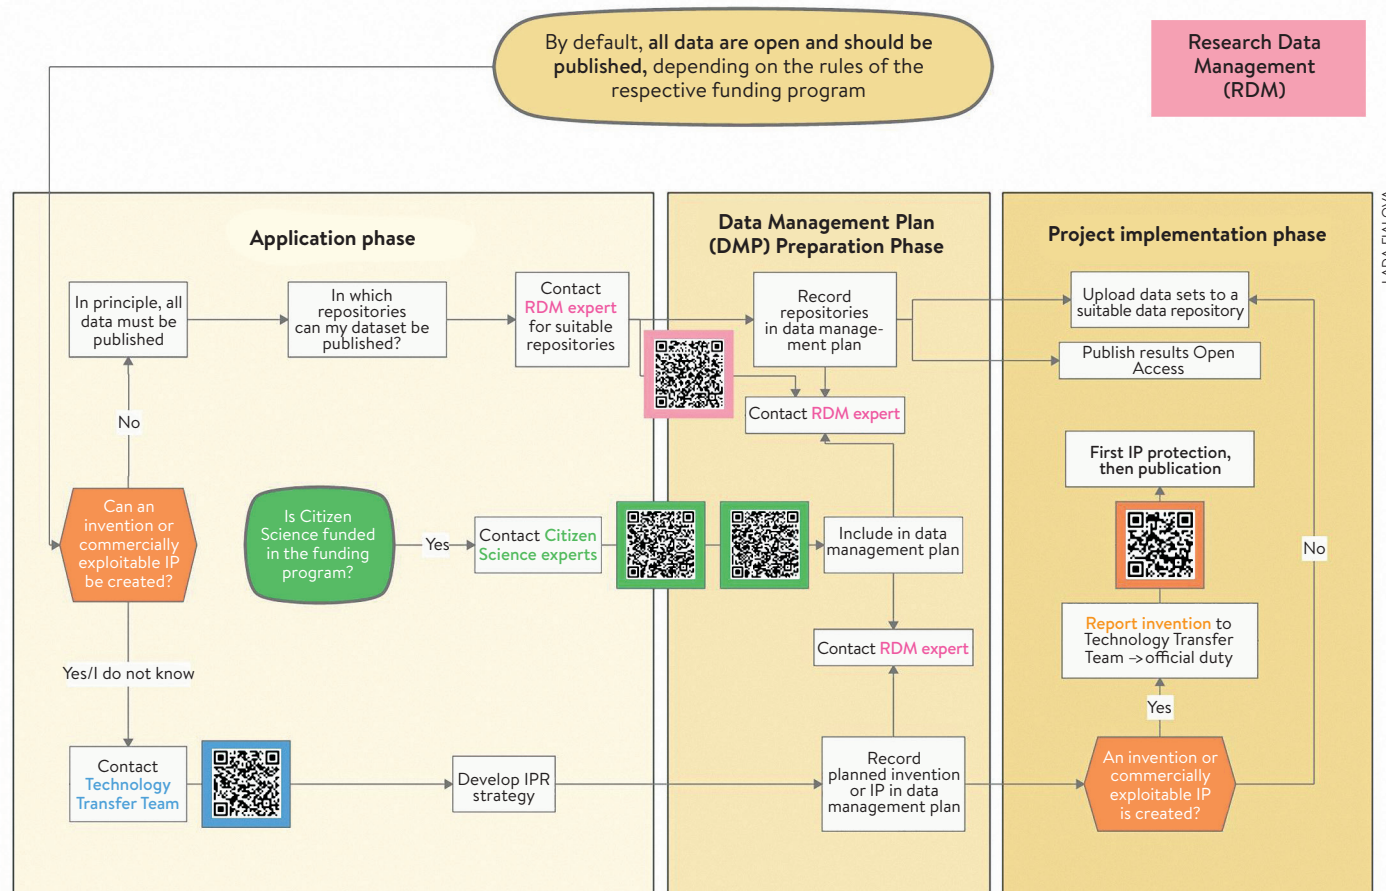 By default, all data are open and should be
published, depending on the rules of the
respective funding program
Research Data
Management
(RDM)
Application phase
In principle, all
data must be
published
In which
repositories
can my dataset be
published?
Contact
RDM expert
for suitable
repositories
No
Can an
invention or
commercially
exploitable IP
be created?
Is Citizen
Science funded
in the funding
program?
Yes
Contact Citizen
Science experts
Yes/I do not know
Contact
Technology
Transfer Team
Develop IPR
strategy
Data Management Plan
(DMP) Preparation Phase
Record
repositories
in data manage-
ment plan
Contact RDM expert
Include in data
management plan
Contact RDM expert
Record
planned invention
or IP in data
management plan
Project implementation phase
Upload data sets to a
suitable data repository
Publish results Open
Access
First IP protection,
then publication
No
Report invention to
Technology Transfer
Team →official duty
Yes
An invention or
commercially
exploitable IP
is created?